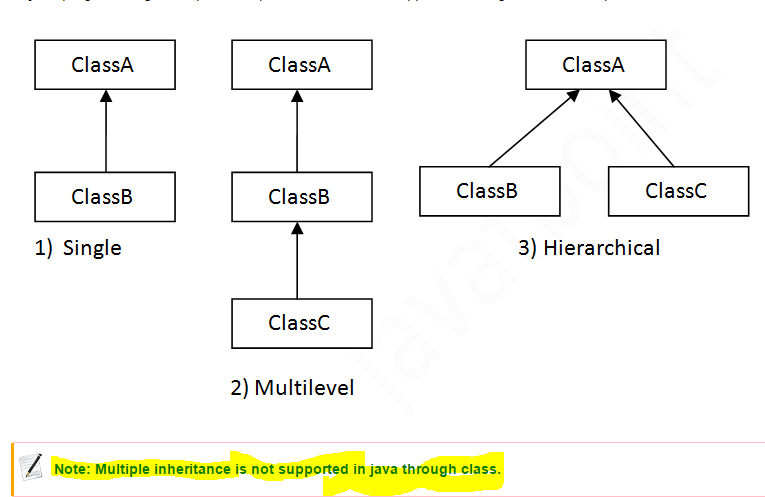 ClassA
ClassB
1) Single
ClassA
ClassB
ClassC
2) Multilevel
ClassA
ClassB
ClassC
3) Hierarchical
Note: Multiple inheritance is not supported in java through class.